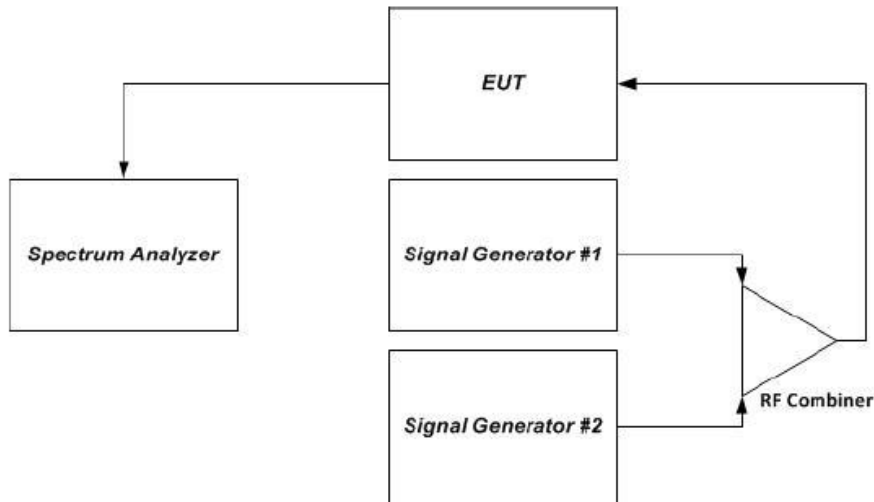 EUT
Spectrum Analyzer
Signal Generator #1
RF Combiner
Signal Generator #2